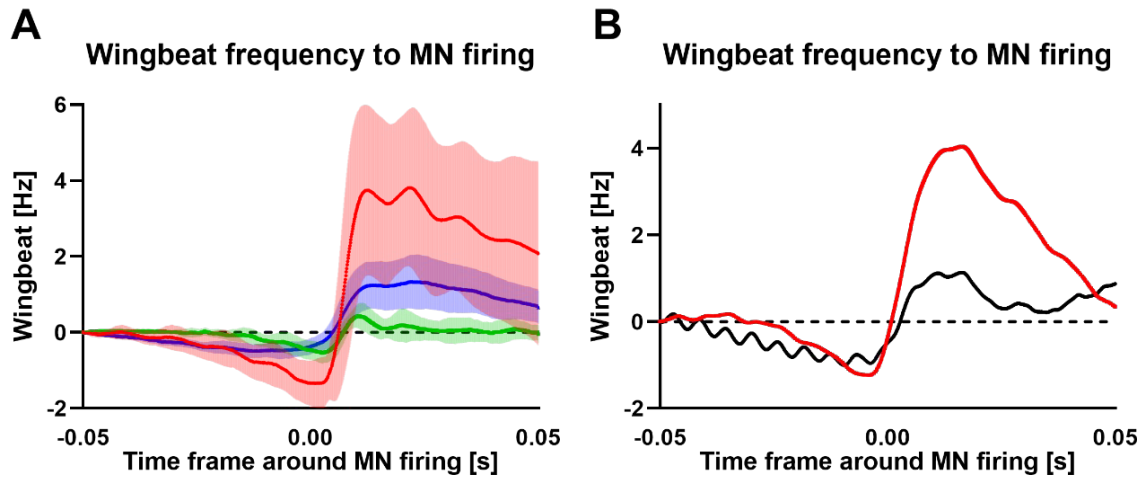 A
Wingbeat frequency to MN firing
Wingbeat [Hz]
6
4
2
0
-2
-0.05
0.00
0.05
Time frame around MN firing [s]
B
Wingbeat frequency to MN firing
Wingbeat [Hz]
4
2
0
-2
-0.05
0.00
0.05
Time frame around MN firing [s]